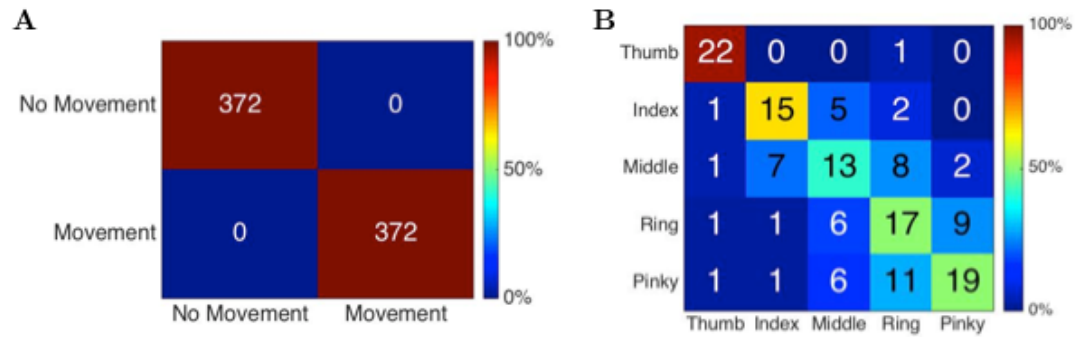 A
No Movement 372 0 100%
50%
Movement 0 372
0%
No Movement Movement
B
Thumb 22 0 0 1 0 100%
Index 1 15 5 2 0
Middle 1 7 13 8 2 50%
Ring 1 1 6 17 9
Pinky 1 1 6 11 19
0%
Thumb Index Middle Ring Pinky